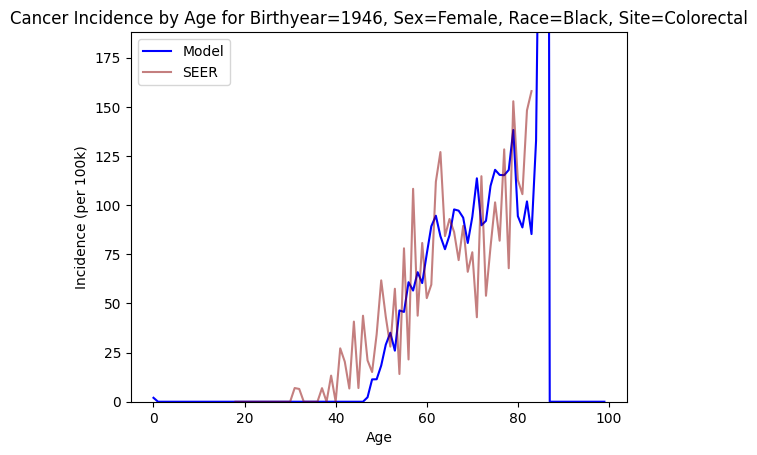 Cancer Incidence by Age for Birthyear=1946, Sex=Female, Race=Black, Site=Colorectal
Model
SEER
Incidence (per 100k)
175
150
125
100
75
50
25
0
0 20 40 60 80 100
Age